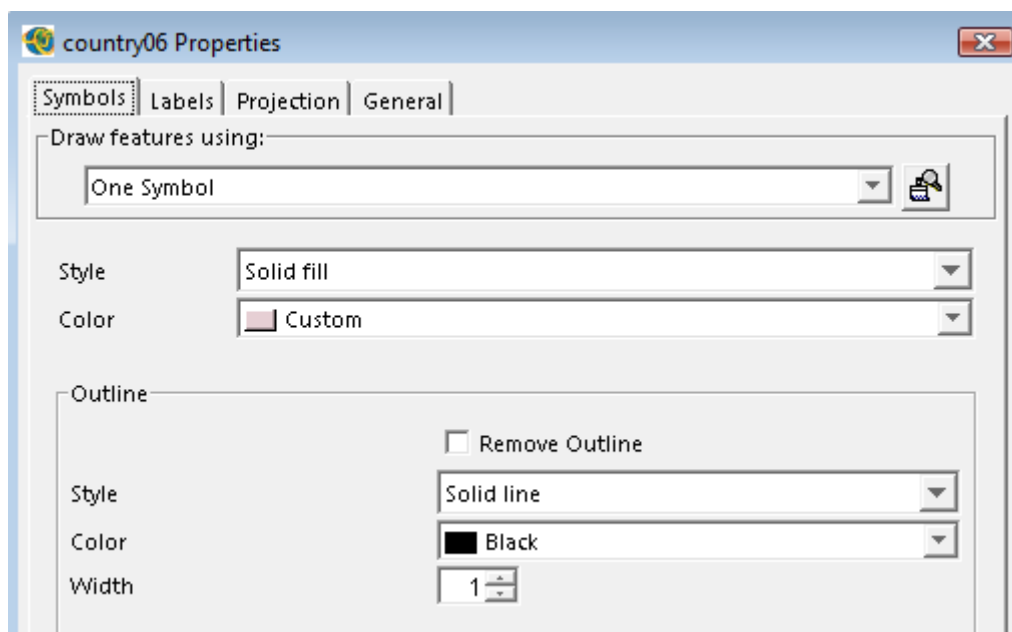 country06 Properties
Symbols Labels Projection General
Draw features using:
One Symbol
Style Solid fill
Color Custom
Outline
Remove Outline
Style Solid line
Color Black
Width 1